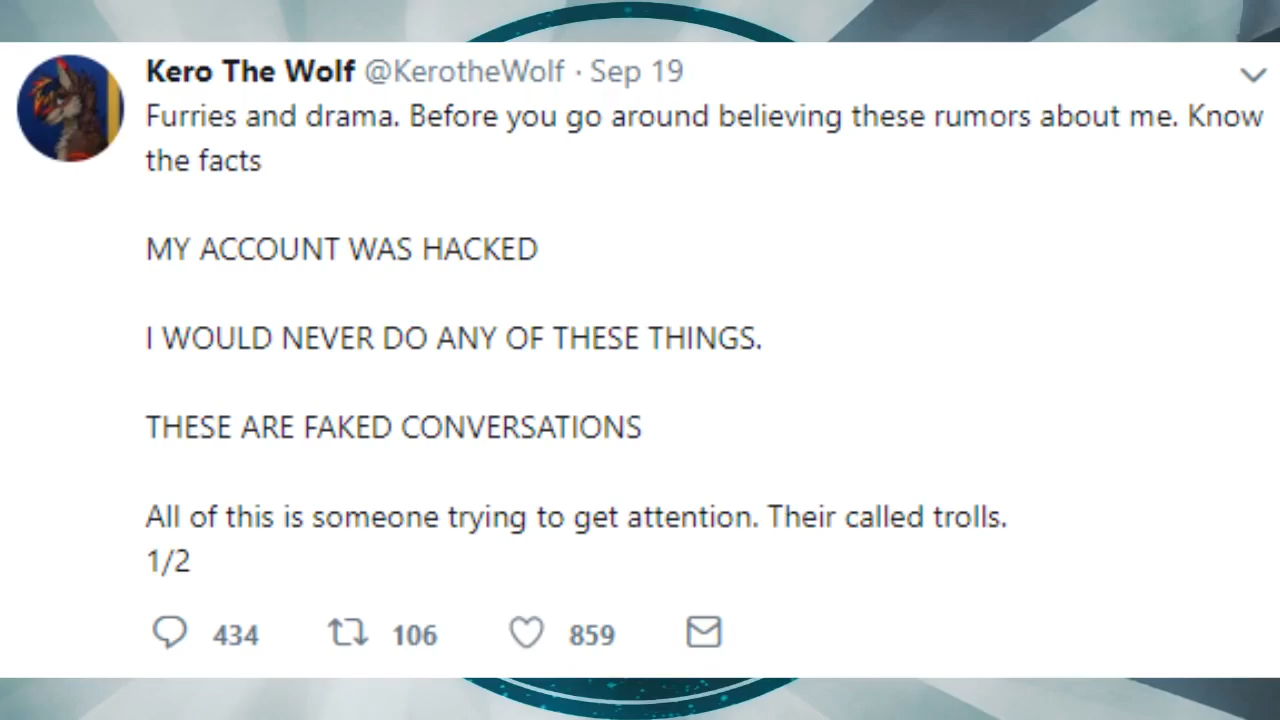 Kero The Wolf @KerotheWolf · Sep 19
Furries and drama. Before you go around believing these rumors about me. Know
the facts
MY ACCOUNT WAS HACKED
I WOULD NEVER DO ANY OF THESE THINGS.
THESE ARE FAKED CONVERSATIONS
All of this is someone trying to get attention. Their called trolls.
1/2
434 106 859